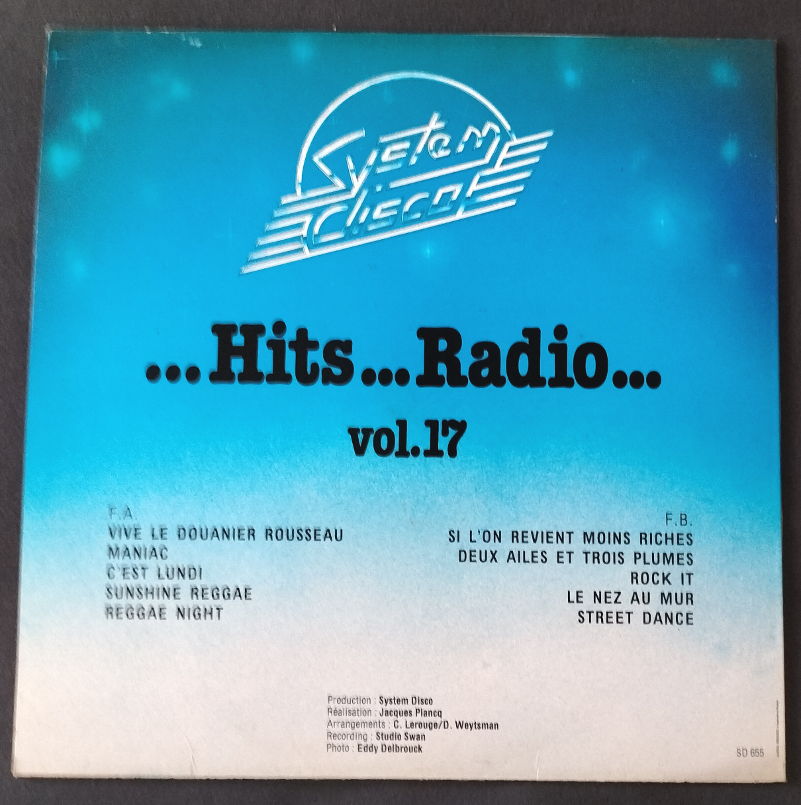 System
disco
...Hits...Radio...
vol.17
F.A.
VIVE LE DOUANIER ROUSSEAU
MANIAC
C'EST LUNDI
SUNSHINE REGGAE
REGGAE NIGHT
F.B.
SI L'ON REVIENT MOINS RICHES
DEUX AILES ET TROIS PLUMES
ROCK IT
LE NEZ AU MUR
STREET DANCE
Production : System Disco
Réalisation : Jacques Plancq
Arrangements : C. Lerouge/D. Weytsman
Recording : Studio Swan
Photo : Eddy Delbrouck
SD 655